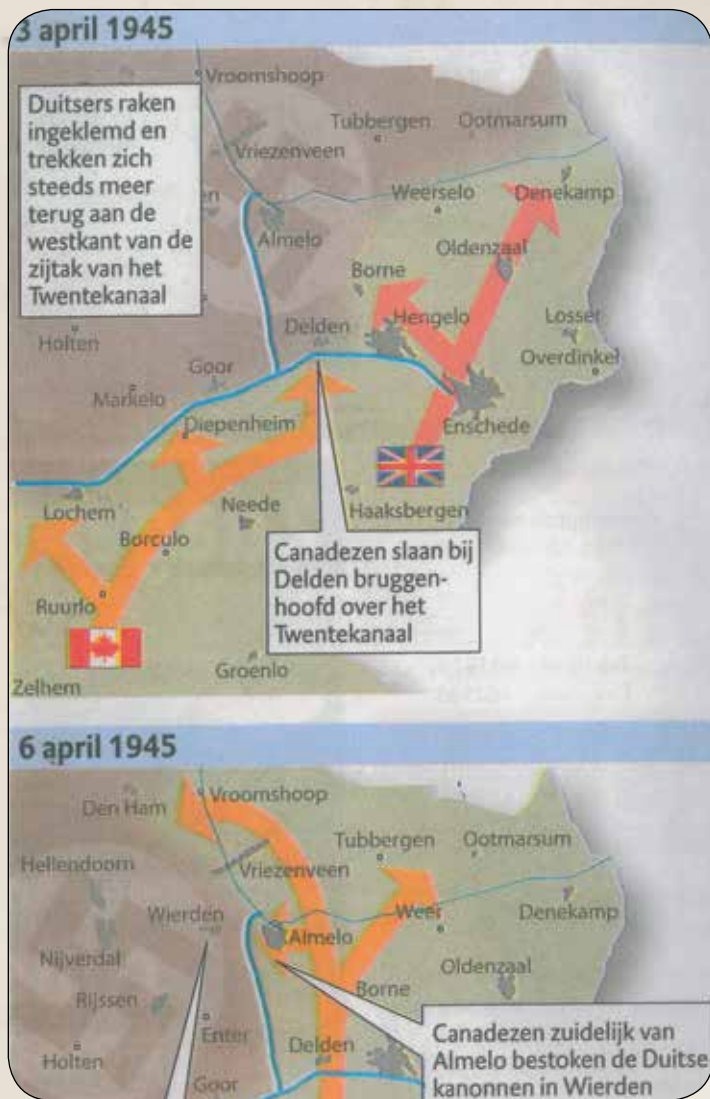 3 april 1945
Vroomshoop
Duitsers raken
ingeklemd en
trekken zich
steeds meer
terug aan de
westkant van de
zijtak van het
Twentekanaal
Tubbergen
Ootmarsum
Vriezenveen
Weerselo
Denekamp
en
Almelo
Oldenzaal
Borne
Hengelo
Losser
Delden
Holten
Overdinkel
Goor
Markelo
Diepenheim
Enschede
Lochem
Neede
Haaksbergen
Borculo
Canadezen slaan bij
Delden bruggen-
hoofd over het
Twentekanaal
Ruurlo
Groenlo
Zelhem
6 april 1945
Den Ham
Vroomshoop
Tubbergen
Ootmarsum
Hellendoorn
Vriezenveen
Wierden
Weer
Denekamp
Almelo
Nijverdal
Oldenzaal
Rijssen
Borne
Enter
Canadezen zuidelijk van
Almelo bestoken de Duitse
kanonnen in Wierden
Delden
Holten
Goor